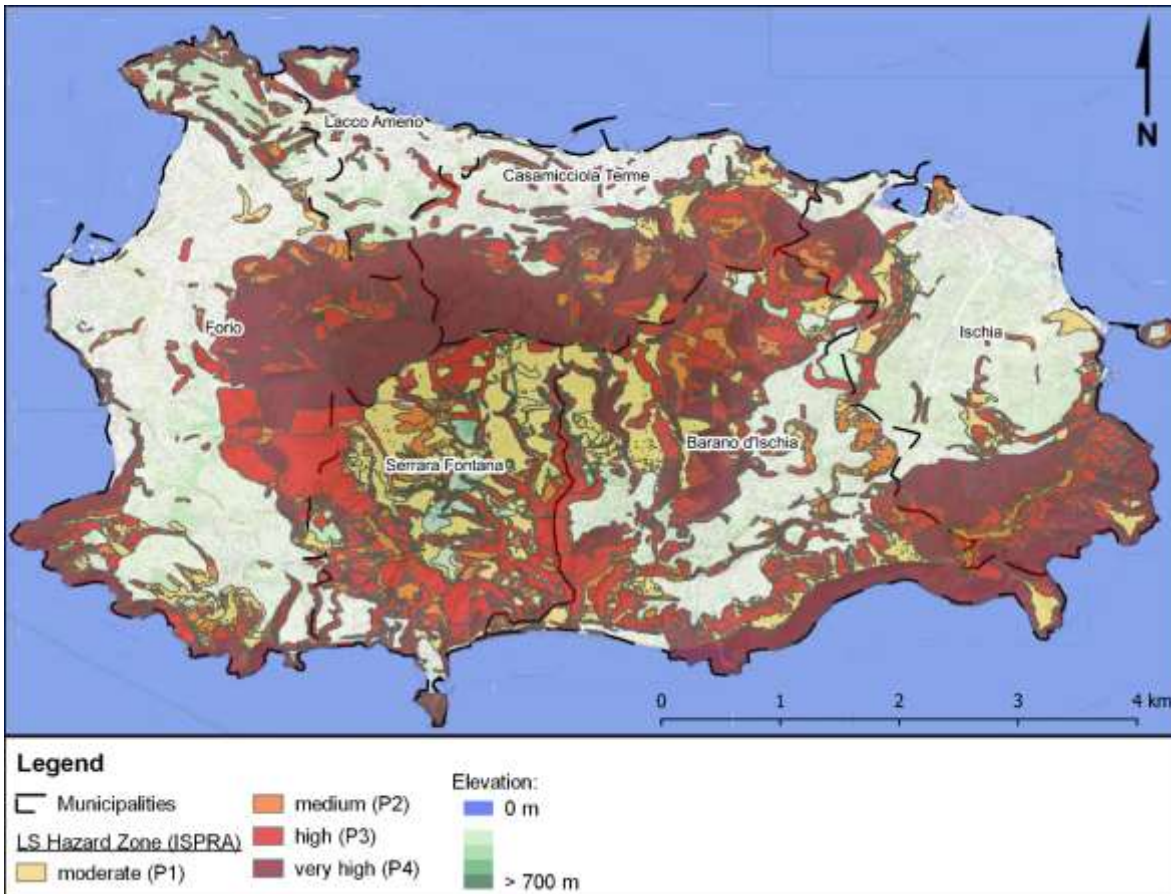 N
Lacco Ameno
Casamicciola Terme
Forio
Ischia
Barano d'Ischia
Serrara Fontana
0 1 2 3 4 km
Legend
Municipalities
LS Hazard Zone (ISPRA)
moderate (P1)
medium (P2)
high (P3)
very high (P4)
Elevation:
0 m
> 700 m